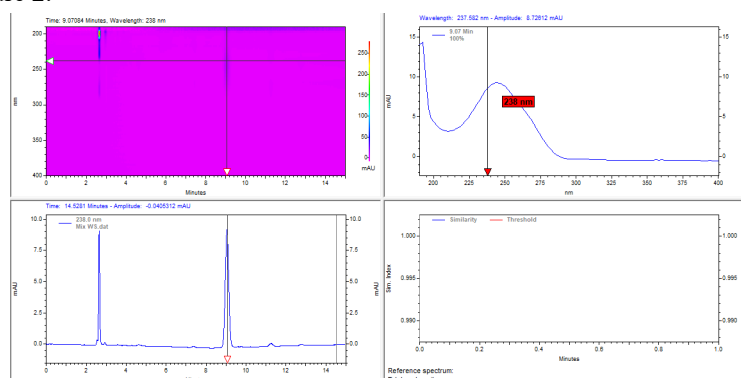 Time: 9.07084 Minutes, Wavelength: 238 nm
200
250
300
350
400
nm
0 2 4 6 8 10 12 14
Minutes
250
200
150
100
50
0
mAU
Wavelength: 237.582 nm - Amplitude: 8.72612 mAU
9.07 Min
100%
238 nm
15
10
5
0
mAU
15
10
5
0
200 225 250 275 300 325 350 375 400
nm
Time: 14.5281 Minutes - Amplitude: -0.0405312 mAU
238.0 nm
Mix W5.dat
10.0
7.5
5.0
2.5
0.0
mAU
10.0
7.5
5.0
2.5
0.0
mAU
0 2 4 6 8 10 12 14
Similarity Threshold
1.000
0.995
0.990
Sim. Index
1.000
0.995
0.990
0.0 0.2 0.4 0.6 0.8 1.0
Minutes
Reference spectrum: